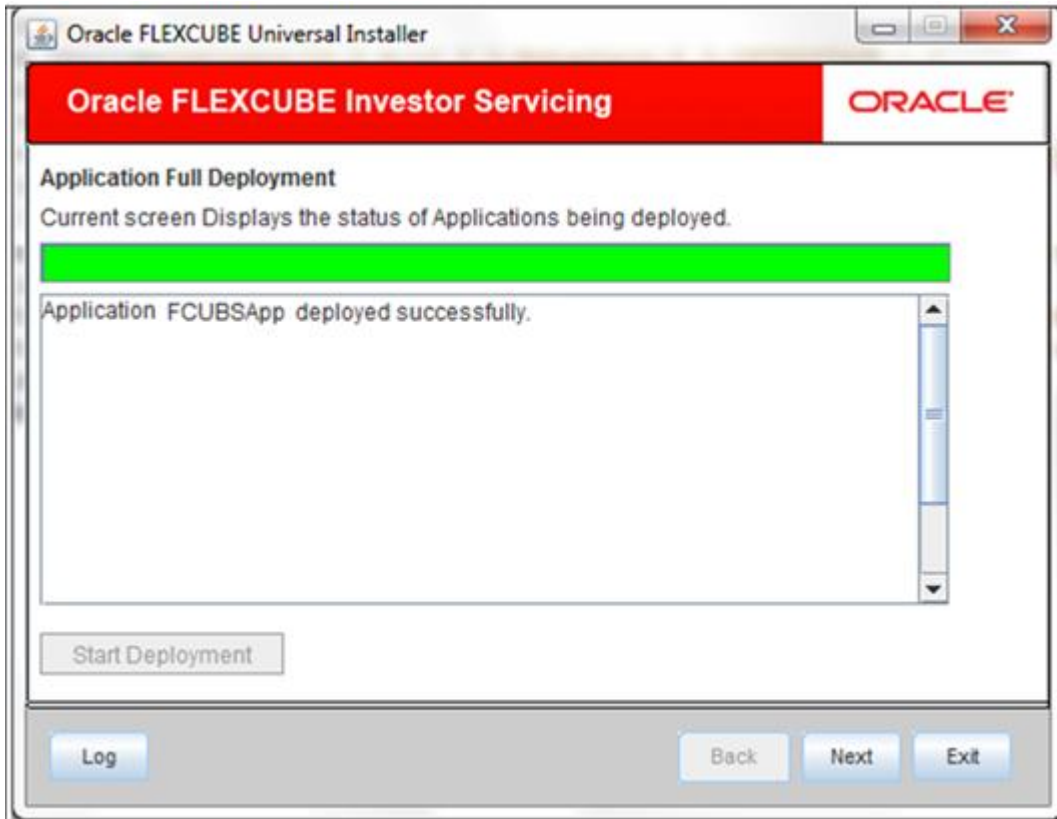 Oracle FLEXCUBE Universal Installer
Oracle FLEXCUBE Investor Servicing
ORACLE
Application Full Deployment
Current screen Displays the status of Applications being deployed.
Application FCUBSApp deployed successfully.
Start Deployment
Log
Back
Next
Exit